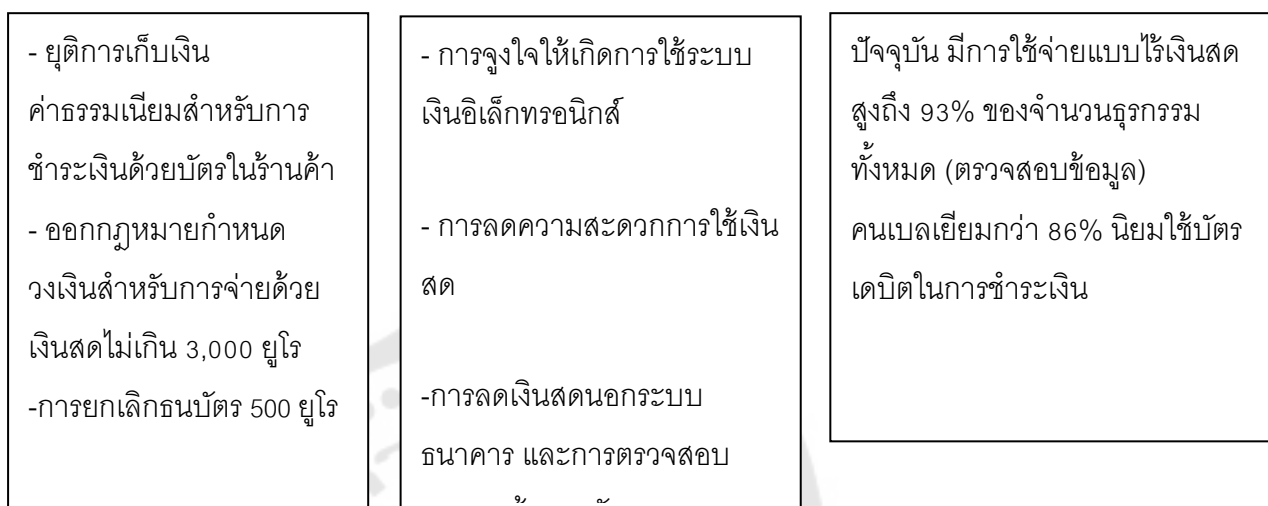 - ยุติการเก็บเงิน
ค่าธรรมเนียมสำหรับการ
ชำระเงินด้วยบัตรในร้านค้า
- ออกกฎหมายกำหนด
วงเงินสำหรับการจ่ายด้วย
เงินสดไม่เกิน 3,000 ยูโร
-การยกเลิกธนบัตร 500 ยูโร
- การจูงใจให้เกิดการใช้ระบบ
เงินอิเล็กทรอนิกส์
- การลดความสะดวกการใช้เงิน
สด
-การลดเงินสดนอกระบบ
ธนาคาร และการตรวจสอบ
ปัจจุบัน มีการใช้จ่ายแบบไร้เงินสด
สูงถึง 93% ของจำนวนธุรกรรม
ทั้งหมด (ตรวจสอบข้อมูล)
คนเบลเยี่ยมกว่า 86% นิยมใช้บัตร
เดบิตในการชำระเงิน